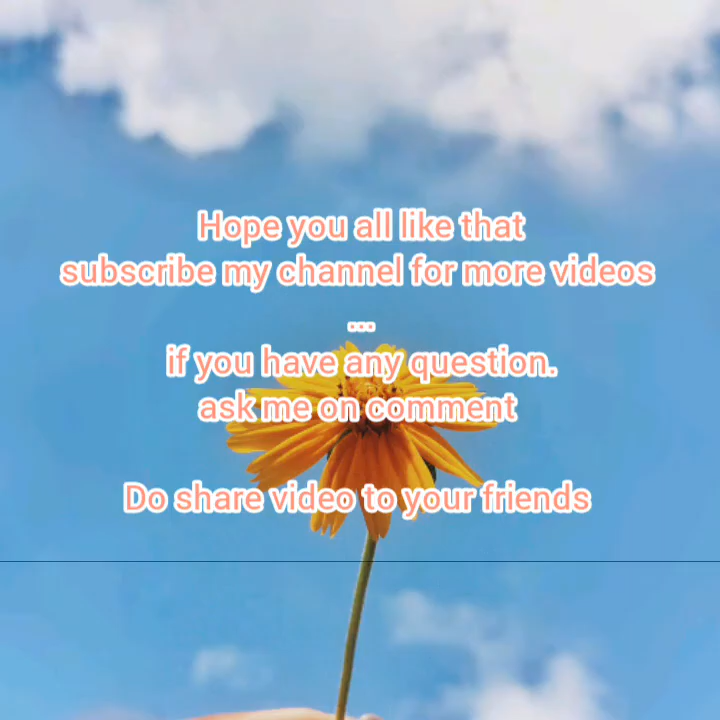 Hope you all like that
subscribe my channel for more videos
...
if you have any question.
ask me on comment
Do share video to your friends